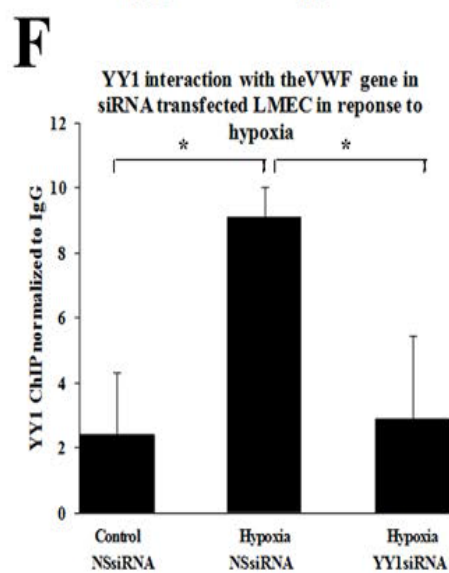 F
YY1 interaction with theVWF gene in
siRNA transfected LMEC in reponse to
hypoxia
YY1 ChIP normalized to IgG
12
10
8
6
4
2
0
*
*
Control
NSsiRNA
Hypoxia
NSsiRNA
Hypoxia
YY1siRNA